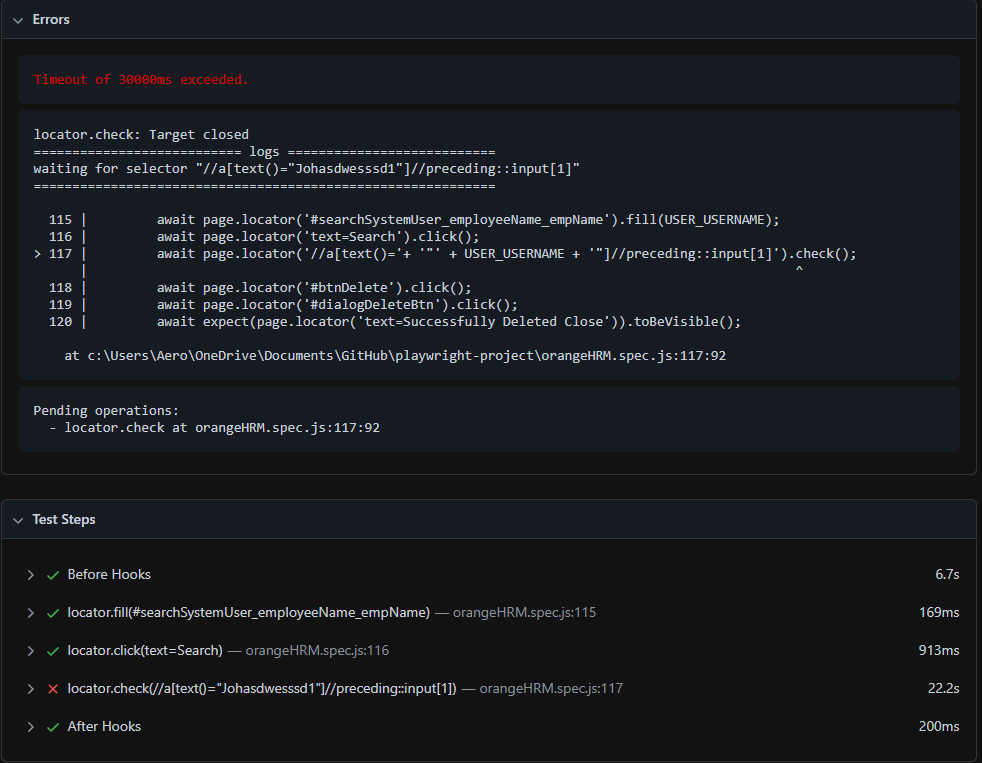 Errors
Timeout of 30000ms exceeded.
locator.check: Target closed
=========================== logs ===========================
waiting for selector "//a[text()="Johasdwesssd1"]//preceding::input[1]"
============================================================
115 |         await page.locator('#searchSystemUser_employeeName_empName').fill(USER_USERNAME);
116 |         await page.locator('text=Search').click();
> 117 |         await page.locator('//a[text()='+ '"' + USER_USERNAME + '"]//preceding::input[1]').check();
|                                                                                            ^
118 |         await page.locator('#btnDelete').click();
119 |         await page.locator('#dialogDeleteBtn').click();
120 |         await expect(page.locator('text=Successfully Deleted Close')).toBeVisible();
at c:\Users\Aero\OneDrive\Documents\GitHub\playwright-project\orangeHRM.spec.js:117:92
Pending operations:
- locator.check at orangeHRM.spec.js:117:92
Test Steps
Before Hooks 6.7s
locator.fill(#searchSystemUser_employeeName_empName) — orangeHRM.spec.js:115 169ms
locator.click(text=Search) — orangeHRM.spec.js:116 913ms
locator.check(//a[text()="Johasdwesssd1"]//preceding::input[1]) — orangeHRM.spec.js:117 22.2s
After Hooks 200ms